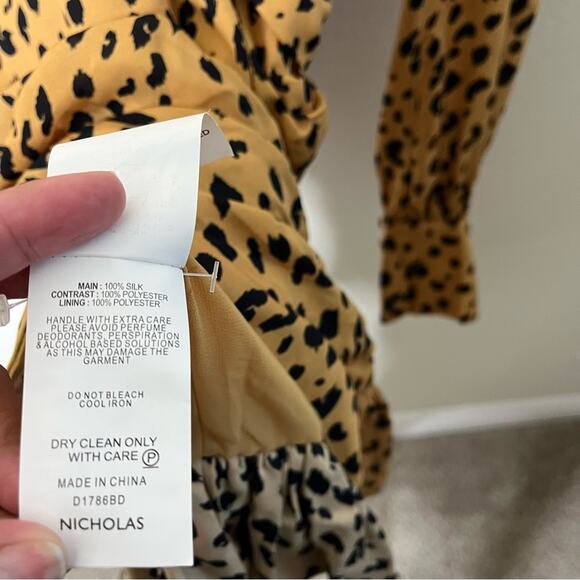 MAIN : 100% SILK
CONTRAST : 100% POLYESTER
LINING : 100% POLYESTER
HANDLE WITH EXTRA CARE
PLEASE AVOID PERFUME
DEODORANTS, PERSPIRATION
& ALCOHOL BASED SOLUTIONS
AS THIS MAY DAMAGE THE
GARMENT
DO NOT BLEACH
COOL IRON
DRY CLEAN ONLY
WITH CARE Ⓟ
MADE IN CHINA
D1786BD
NICHOLAS